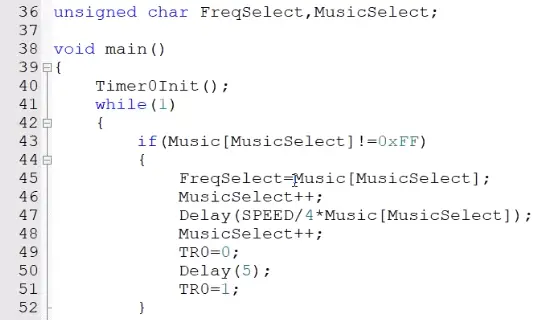 36 unsigned char FreqSelect,MusicSelect;
37
38 void main()
39 {
40     Timer0Init();
41     while(1)
42     {
43         if(Music[MusicSelect]!=0xFF)
44         {
45             FreqSelect=Music[MusicSelect];
46             MusicSelect++;
47             Delay(SPEED/4*Music[MusicSelect]);
48             MusicSelect++;
49             TR0=0;
50             Delay(5);
51             TR0=1;
52         }